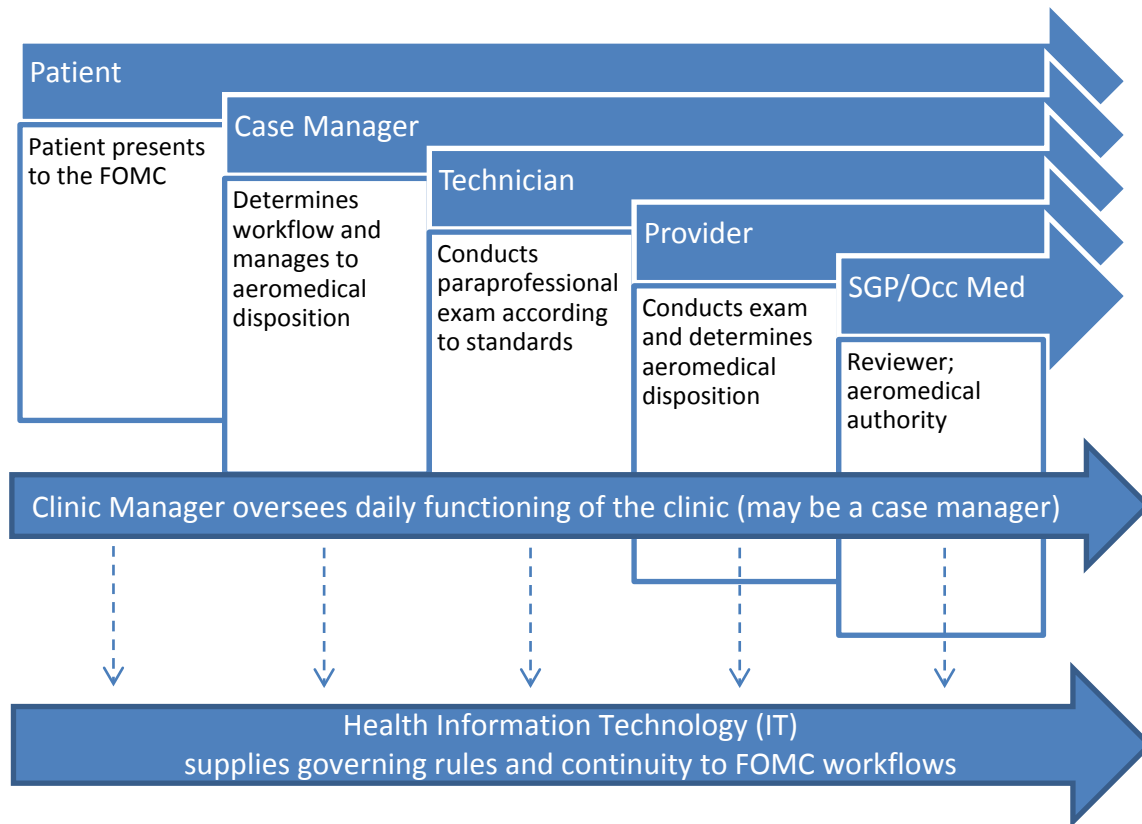 Patient
Patient presents
to the FOMC
Case Manager
Determines
workflow and
manages to
aeromedical
disposition
Technician
Conducts
paraprofessional
exam according
to standards
Provider
Conducts exam
and determines
aeromedical
disposition
SGP/Occ Med
Reviewer;
aeromedical
authority
Clinic Manager oversees daily functioning of the clinic (may be a case manager)
Health Information Technology (IT)
supplies governing rules and continuity to FOMC workflows